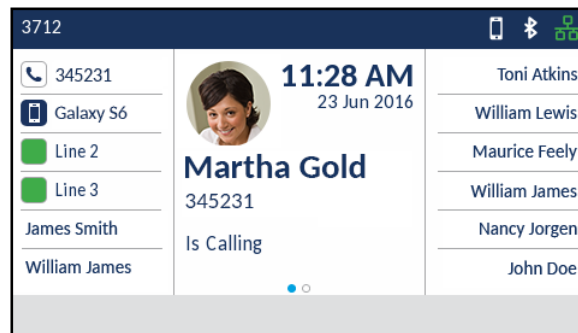 3712
345231
Galaxy S6
Line 2
Line 3
James Smith
William James
11:28 AM
23 Jun 2016
Martha Gold
345231
Is Calling
Toni Atkins
William Lewis
Maurice Feely
William James
Nancy Jorgen
John Doe